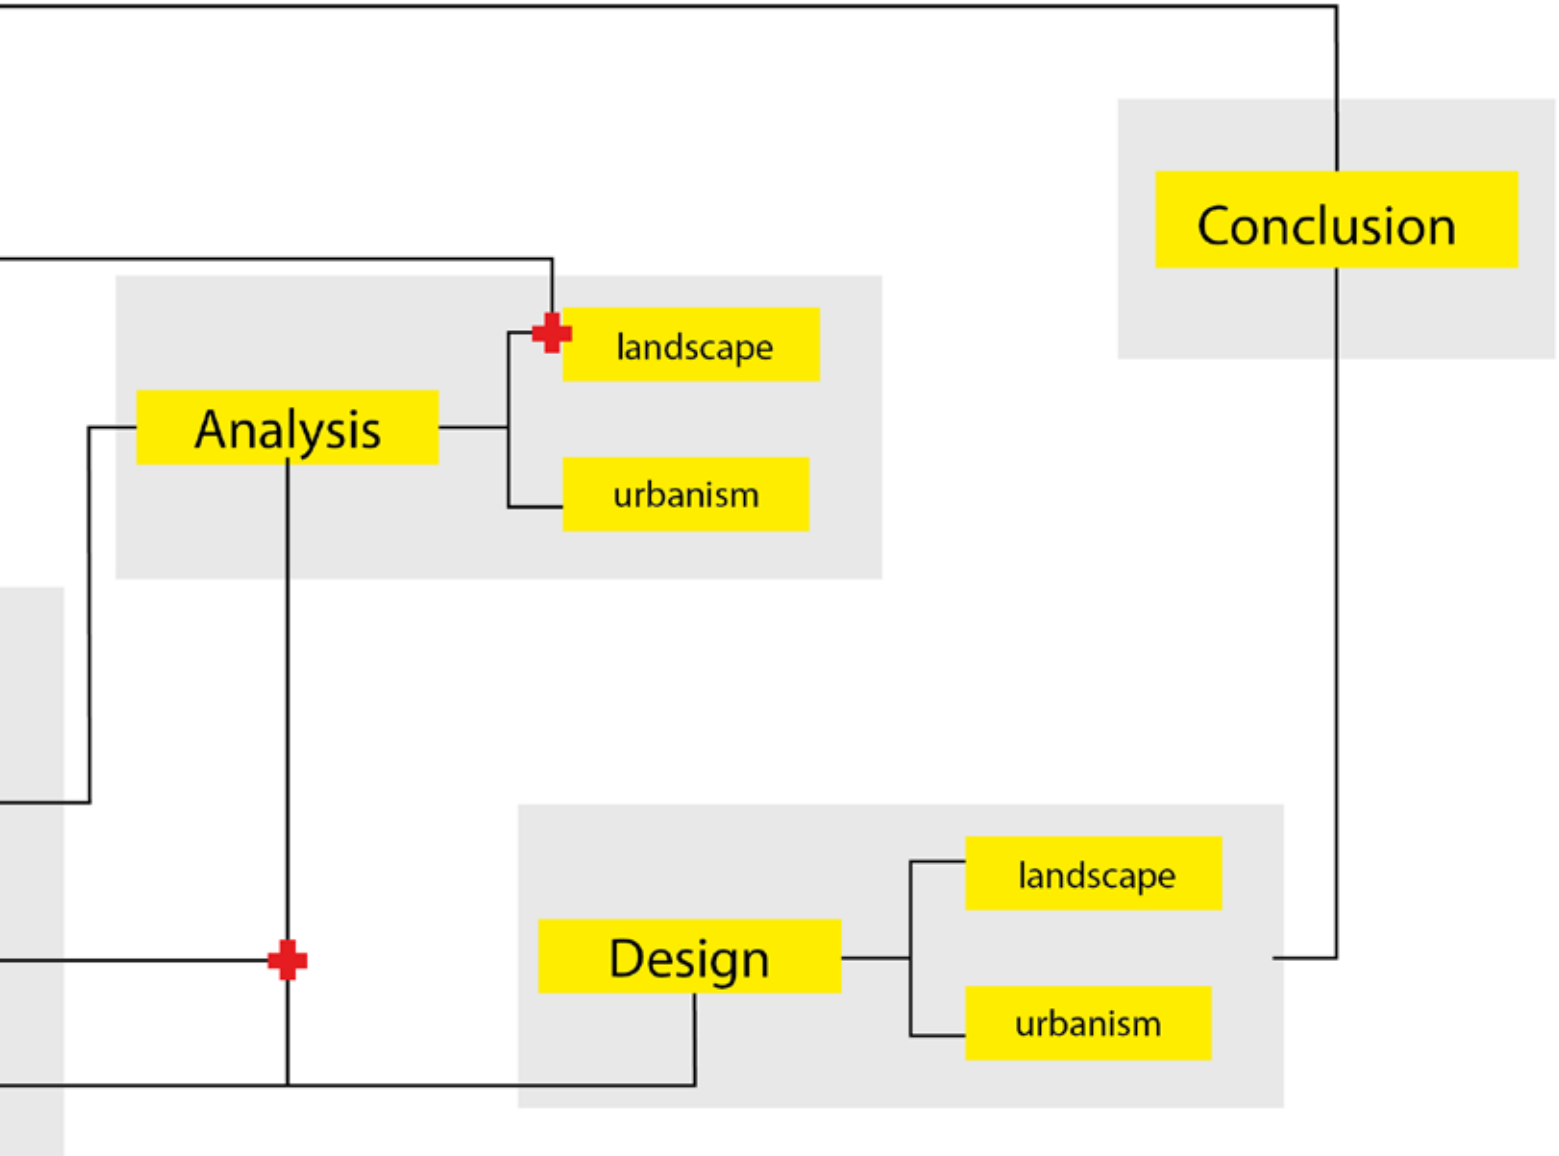 Conclusion
landscape
Analysis
urbanism
landscape
Design
urbanism